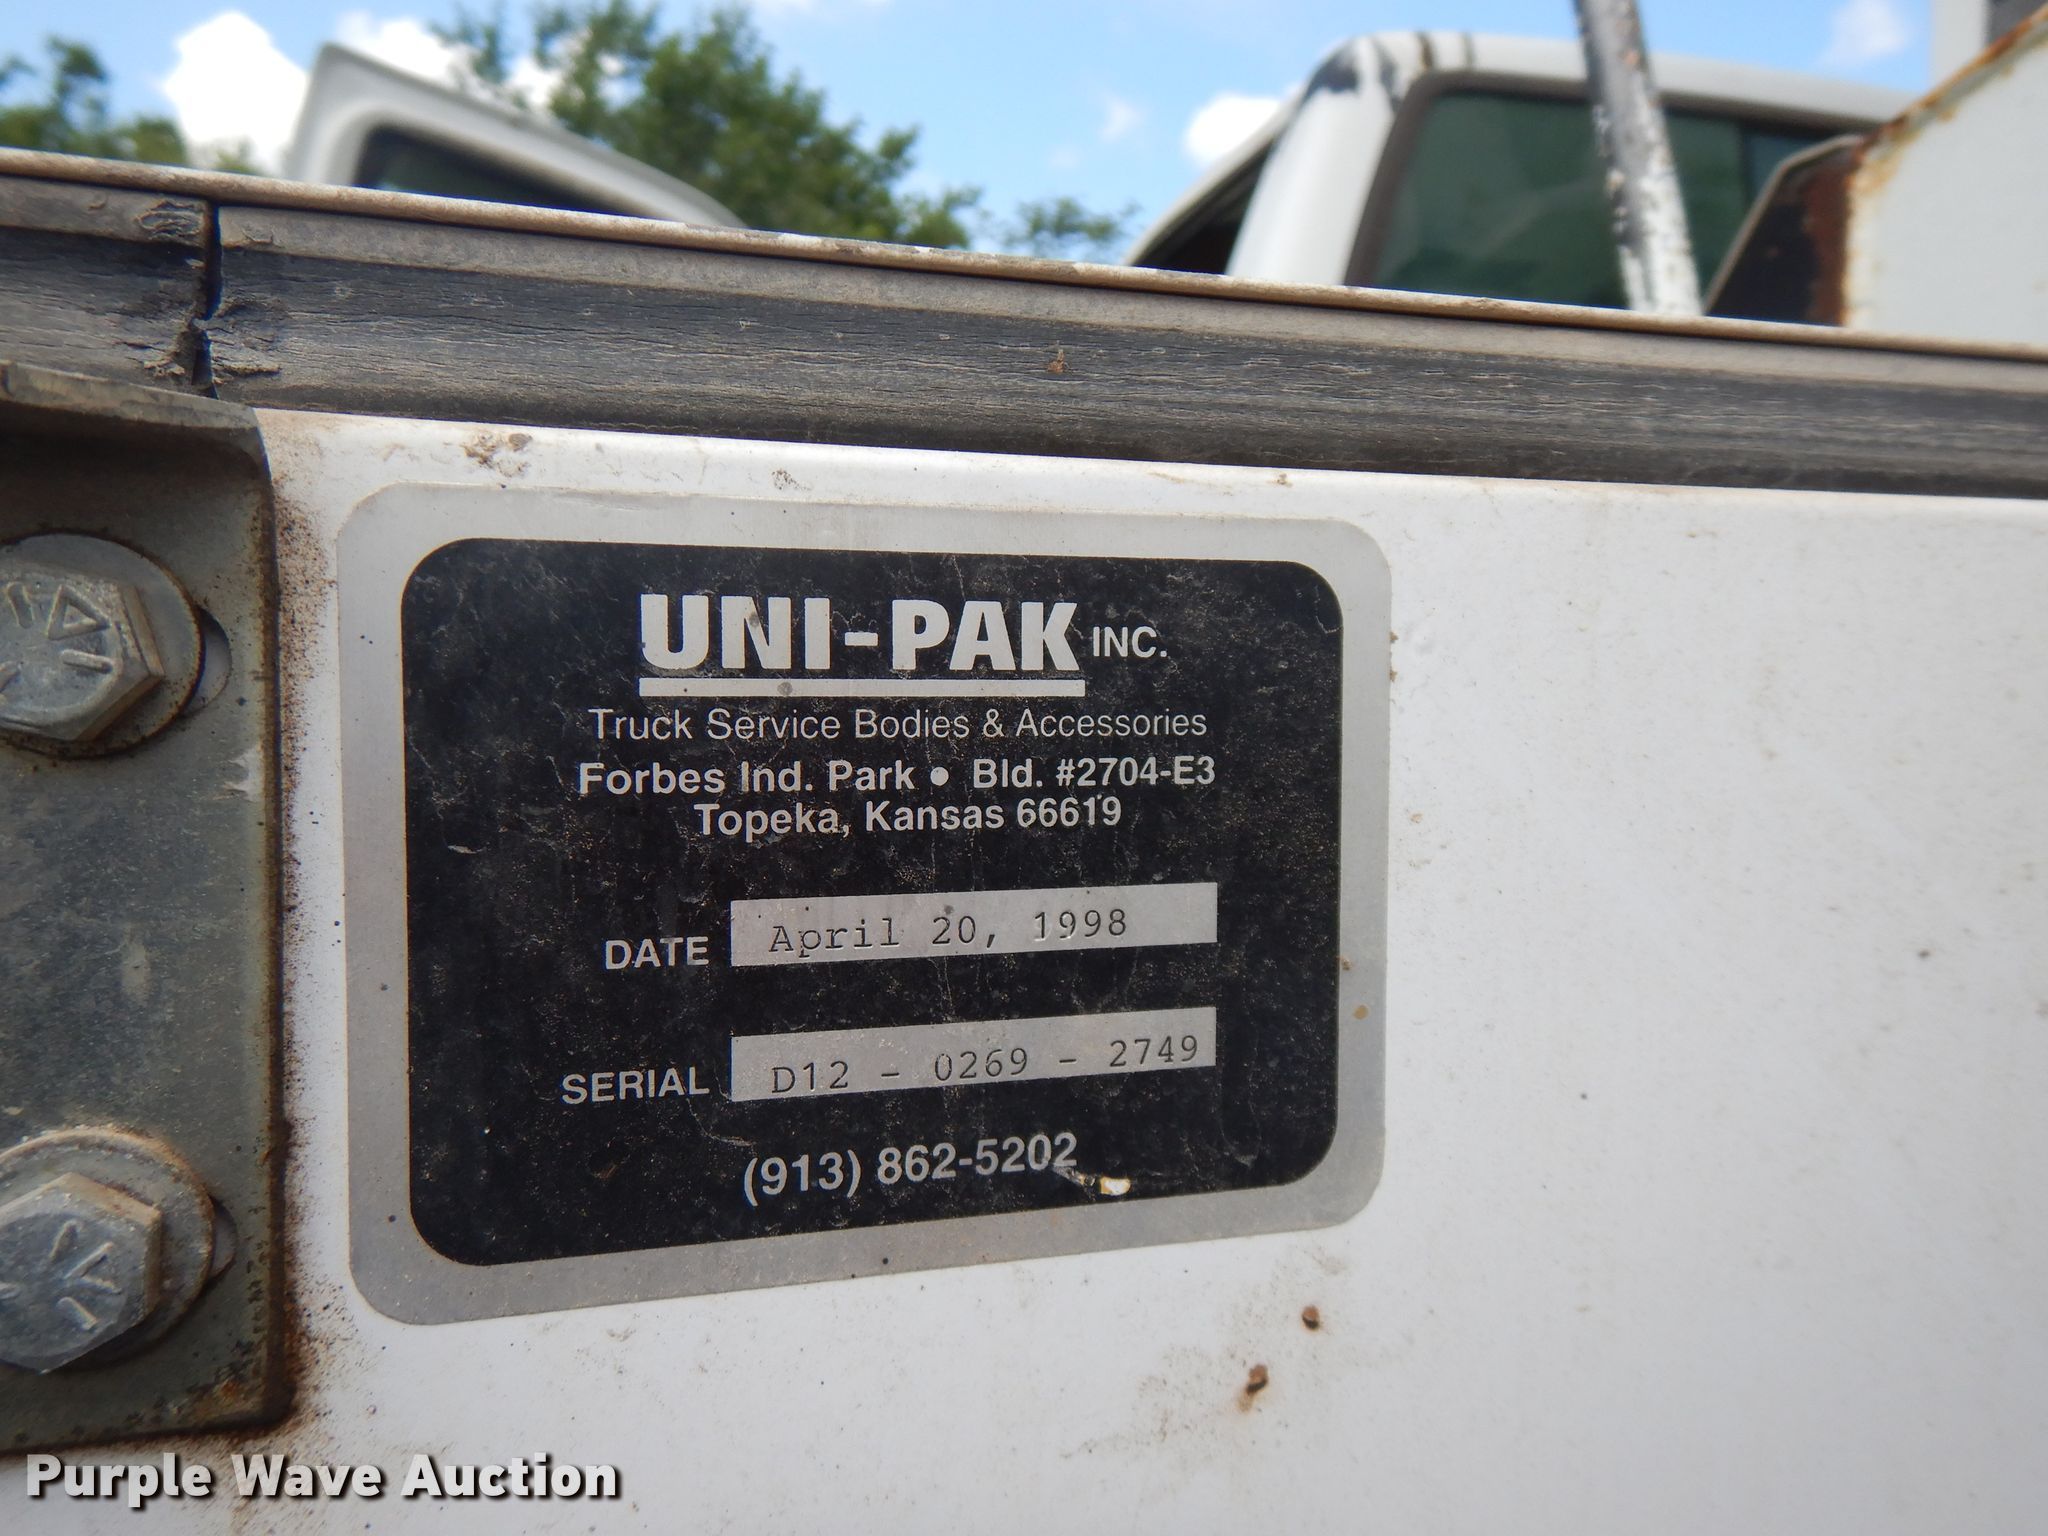 UNI-PAK INC.
Truck Service Bodies & Accessories
Forbes Ind. Park • Bld. #2704-E3
Topeka, Kansas 66619
DATE April 20, 1998
SERIAL D12 - 0269 - 2749
(913) 862-5202
Purple Wave Auction